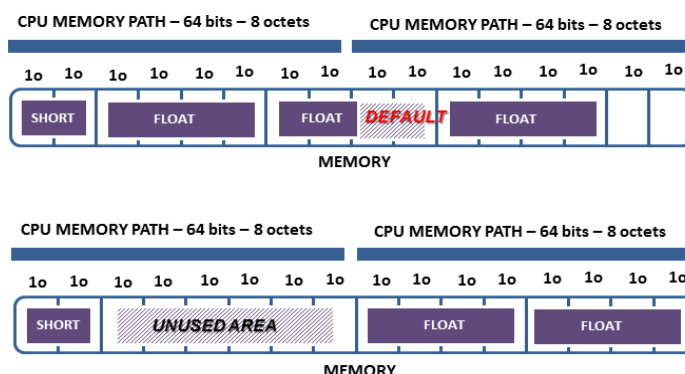 CPU MEMORY PATH – 64 bits – 8 octets CPU MEMORY PATH – 64 bits – 8 octets
1o 1o 1o 1o 1o 1o 1o 1o 1o 1o 1o 1o 1o 1o 1o 1o
SHORT FLOAT FLOAT DEFAULT FLOAT
MEMORY
CPU MEMORY PATH – 64 bits – 8 octets CPU MEMORY PATH – 64 bits – 8 octets
1o 1o 1o 1o 1o 1o 1o 1o 1o 1o 1o 1o 1o 1o 1o 1o
SHORT UNUSED AREA FLOAT FLOAT
MEMORY